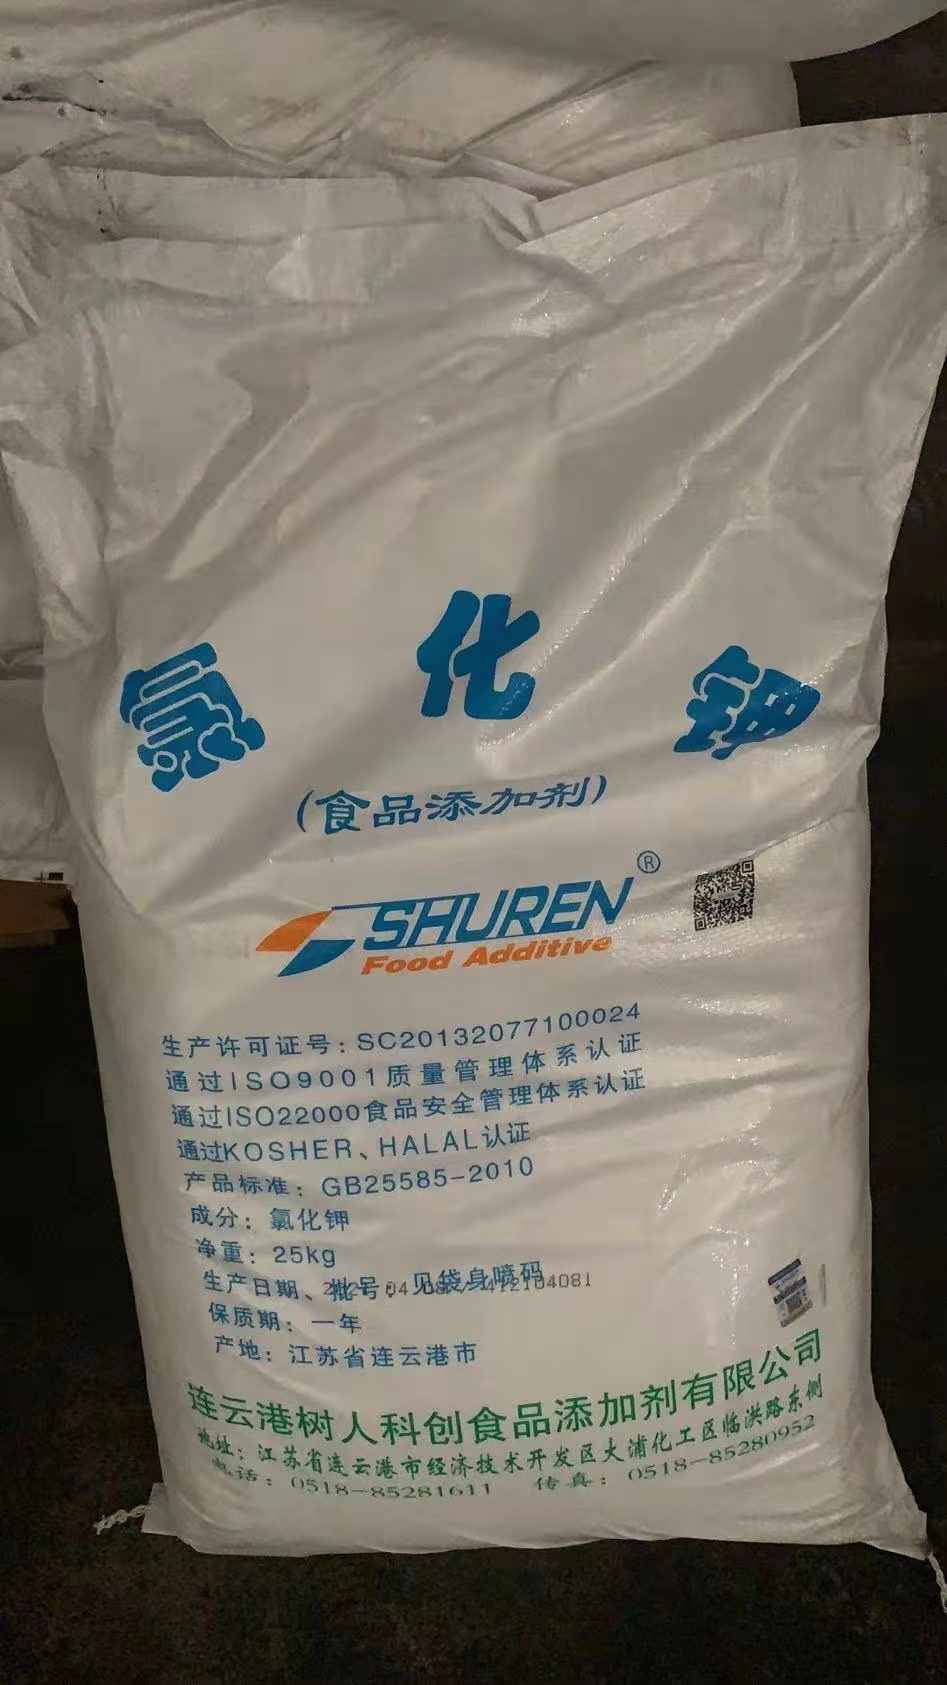 氯化钾
(食品添加剂)
SHUREN®
Food Additive
生产许可证号：SC20132077100024
通过ISO9001质量管理体系认证
通过ISO22000食品安全管理体系认证
通过KOSHER、HALAL认证
产品标准：GB25585-2010
成分：氯化钾
净重：25kg
生产日期、批号：见袋身喷码
保质期：一年
产地：江苏省连云港市
连云港树人科创食品添加剂有限公司
地址：江苏省连云港市经济技术开发区大浦化工区临洪路东侧
电话：0518-85281611 传真：0518-85280952